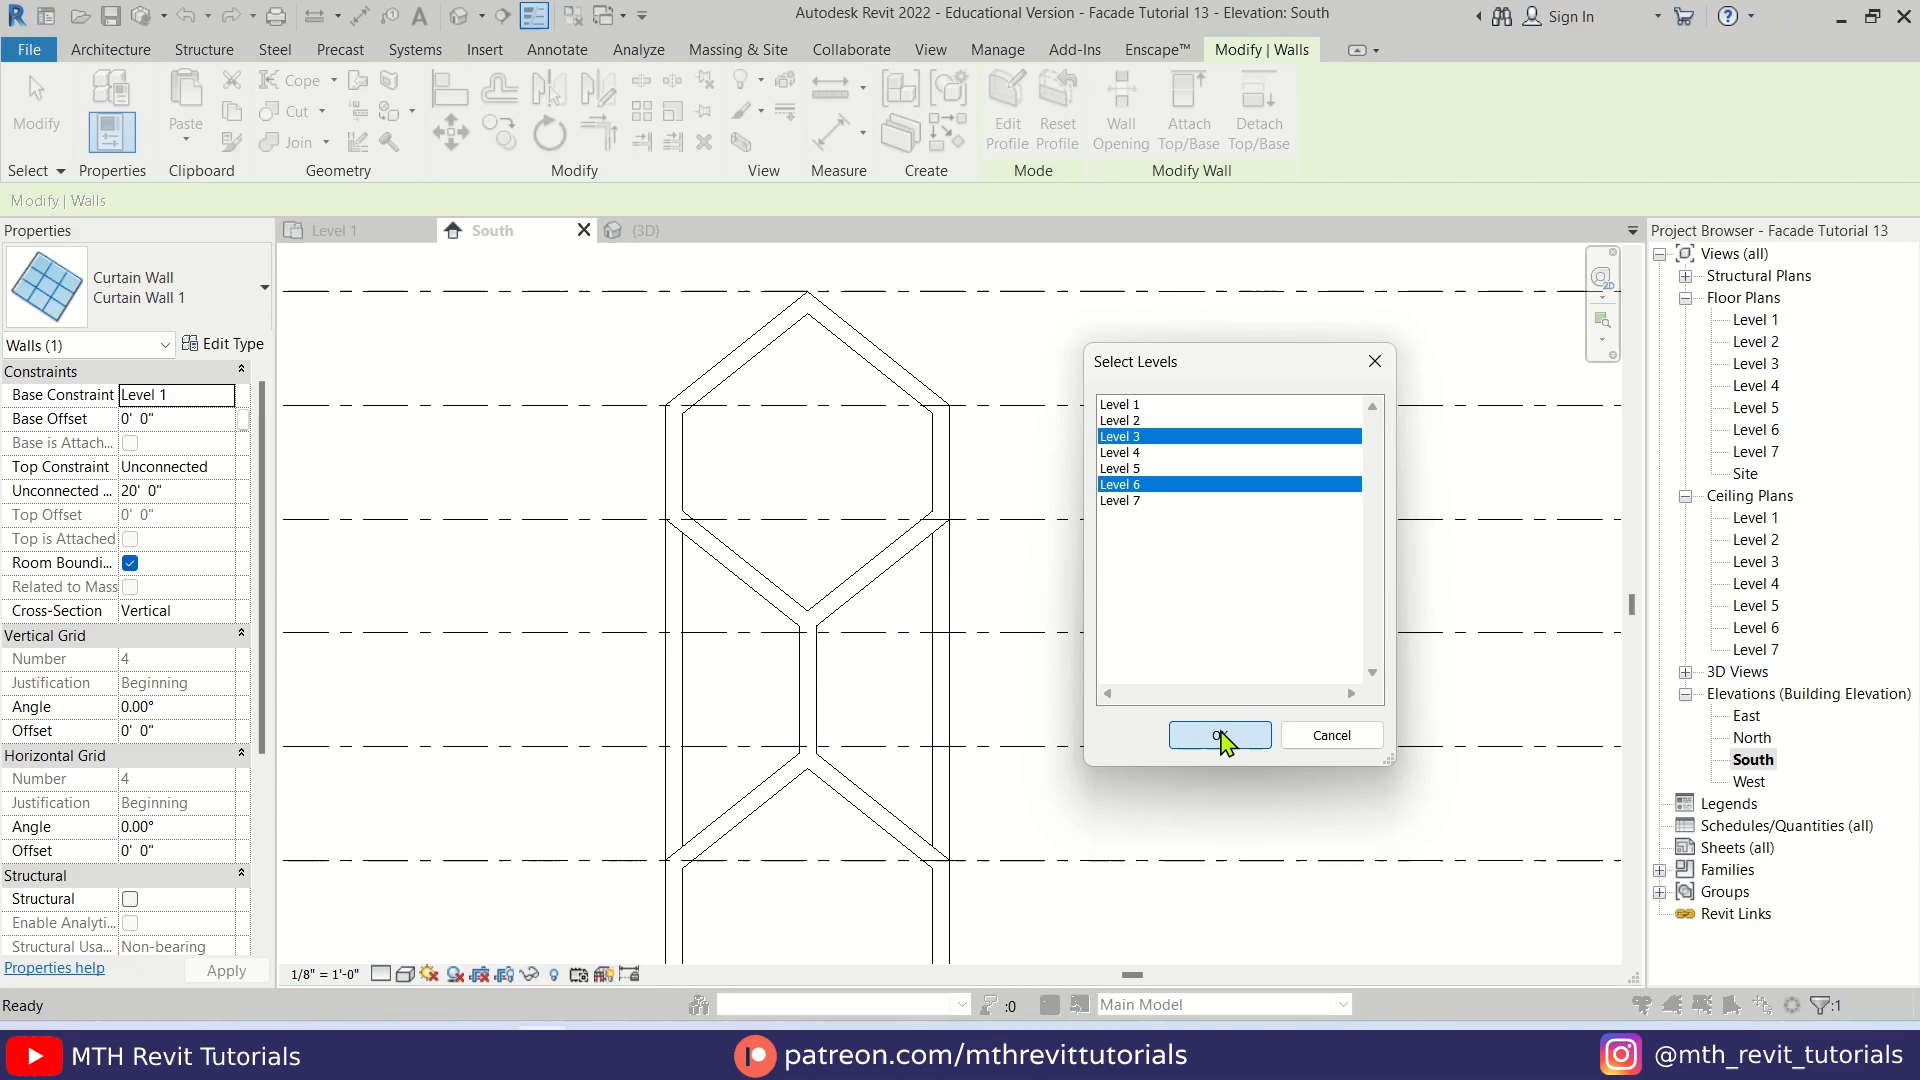 Autodesk Revit 2022 - Educational Version - Facade Tutorial 13 - Elevation: South
Sign In
File Architecture Structure Steel Precast Systems Insert Annotate Analyze Massing & Site Collaborate View Manage Add-Ins Enscape™ Modify | Walls
Modify
Paste
Cope
Cut
Join
Edit Profile
Reset Profile
Wall Opening
Attach Top/Base
Detach Top/Base
Select Properties Clipboard Geometry Modify View Measure Create Mode Modify Wall
Modify | Walls
Properties
Curtain Wall
Curtain Wall 1
Walls (1)
Edit Type
Constraints
Base Constraint Level 1
Base Offset 0' 0"
Base is Attach...
Top Constraint Unconnected
Unconnected ... 20' 0"
Top Offset 0' 0"
Top is Attached
Room Boundi...
Related to Mass
Cross-Section Vertical
Vertical Grid
Number 4
Justification Beginning
Angle 0.00°
Offset 0' 0"
Horizontal Grid
Number 4
Justification Beginning
Angle 0.00°
Offset 0' 0"
Structural
Structural
Enable Analyti...
Structural Usa... Non-bearing
Properties help
Apply
Level 1
South
{3D}
2D
Select Levels
Level 1
Level 2
Level 3
Level 4
Level 5
Level 6
Level 7
Cancel
Project Browser - Facade Tutorial 13
Views (all)
Structural Plans
Floor Plans
Level 1
Level 2
Level 3
Level 4
Level 5
Level 6
Level 7
Site
Ceiling Plans
Level 1
Level 2
Level 3
Level 4
Level 5
Level 6
Level 7
3D Views
Elevations (Building Elevation)
East
North
South
West
Legends
Schedules/Quantities (all)
Sheets (all)
Families
Groups
Revit Links
1/8" = 1'-0"
Ready
:0
Main Model
:1
MTH Revit Tutorials
patreon.com/mthrevittutorials
@mth_revit_tutorials